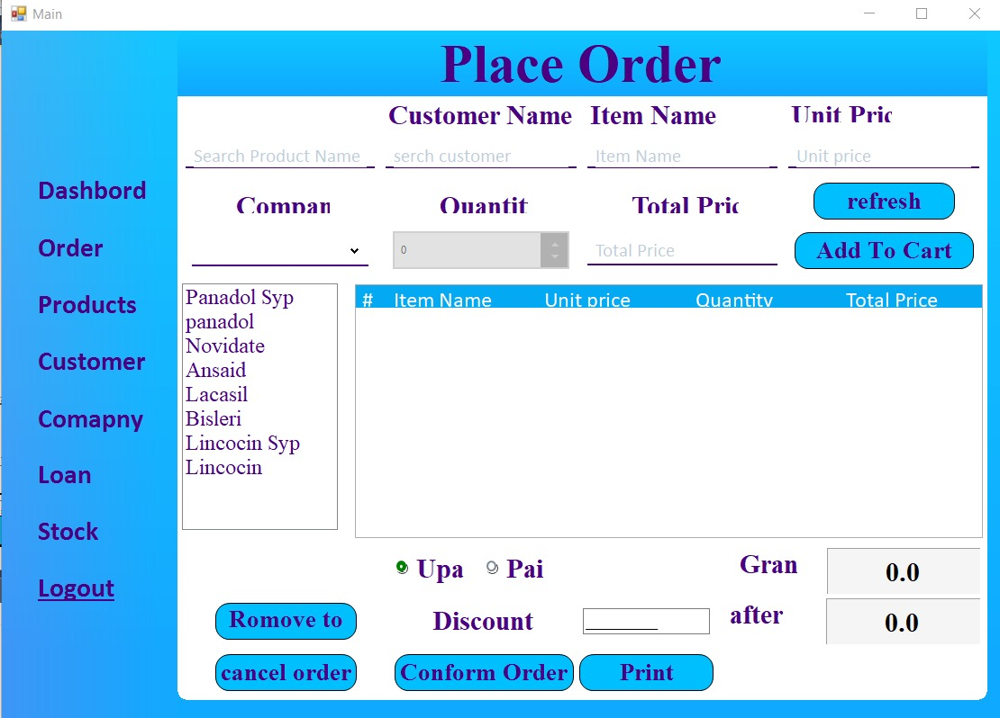 Main
Place Order
Customer Name Item Name Unit Pric
Search Product Name serch customer Item Name Unit price
Dashbord
Compan Quantit Total Pric refresh
Order
0 Total Price Add To Cart
Products
Customer
Comapny
Loan
Stock
Logout
Panadol Syp
panadol
Novidate
Ansaid
Lacasil
Bisleri
Lincocin Syp
Lincocin
# Item Name Unit price Quantity Total Price
Upa Pai Gran 0.0
Romove to Discount ________ after 0.0
cancel order Conform Order Print